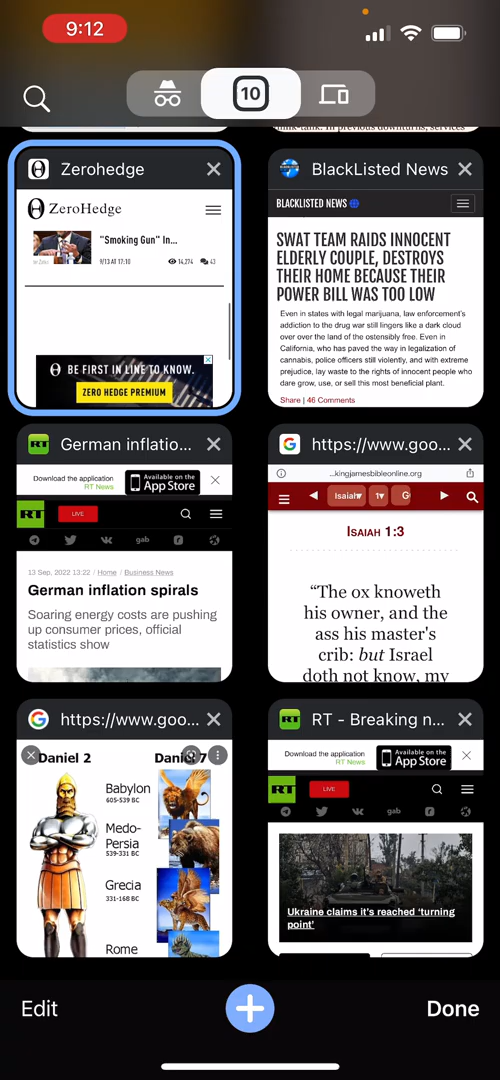 9:12
10
Zerohedge
ZeroHedge
"Smoking Gun" In...
9/13 AT 17:10
14,274
43
BE FIRST IN LINE TO KNOW.
ZERO HEDGE PREMIUM
BlackListed News
BLACKLISTED NEWS
SWAT TEAM RAIDS INNOCENT
ELDERLY COUPLE, DESTROYS
THEIR HOME BECAUSE THEIR
POWER BILL WAS TOO LOW
Even in states with legal marijuana, law enforcement's
addiction to the drug war still lingers like a dark cloud
over over the land of the ostensibly free. Even in
California, who has paved the way in legalization of
cannabis, police officers still violently, and with extreme
prejudice, lay waste to the rights of innocent people who
dare grow, use, or sell this most beneficial plant.
Share | 46 Comments
German inflatio...
Download the application
RT News
Available on the
App Store
RT
LIVE
gab
13 Sep, 2022 13:22 / Home / Business News
German inflation spirals
Soaring energy costs are pushing
up consumer prices, official
statistics show
https://www.goo...
...kingjamesbibleonline.org
Isaiah
1
G
Isaiah 1:3
“The ox knoweth
his owner, and the
ass his master's
crib: but Israel
doth not know, my
https://www.goo...
Daniel 2
Daniel 7
Babylon
605-539 BC
Medo-
Persia
539-331 BC
Grecia
331-168 BC
Rome
RT - Breaking n...
Download the application
RT News
Available on the
App Store
RT
LIVE
gab
Ukraine claims it's reached ‘turning
point’
Edit
Done